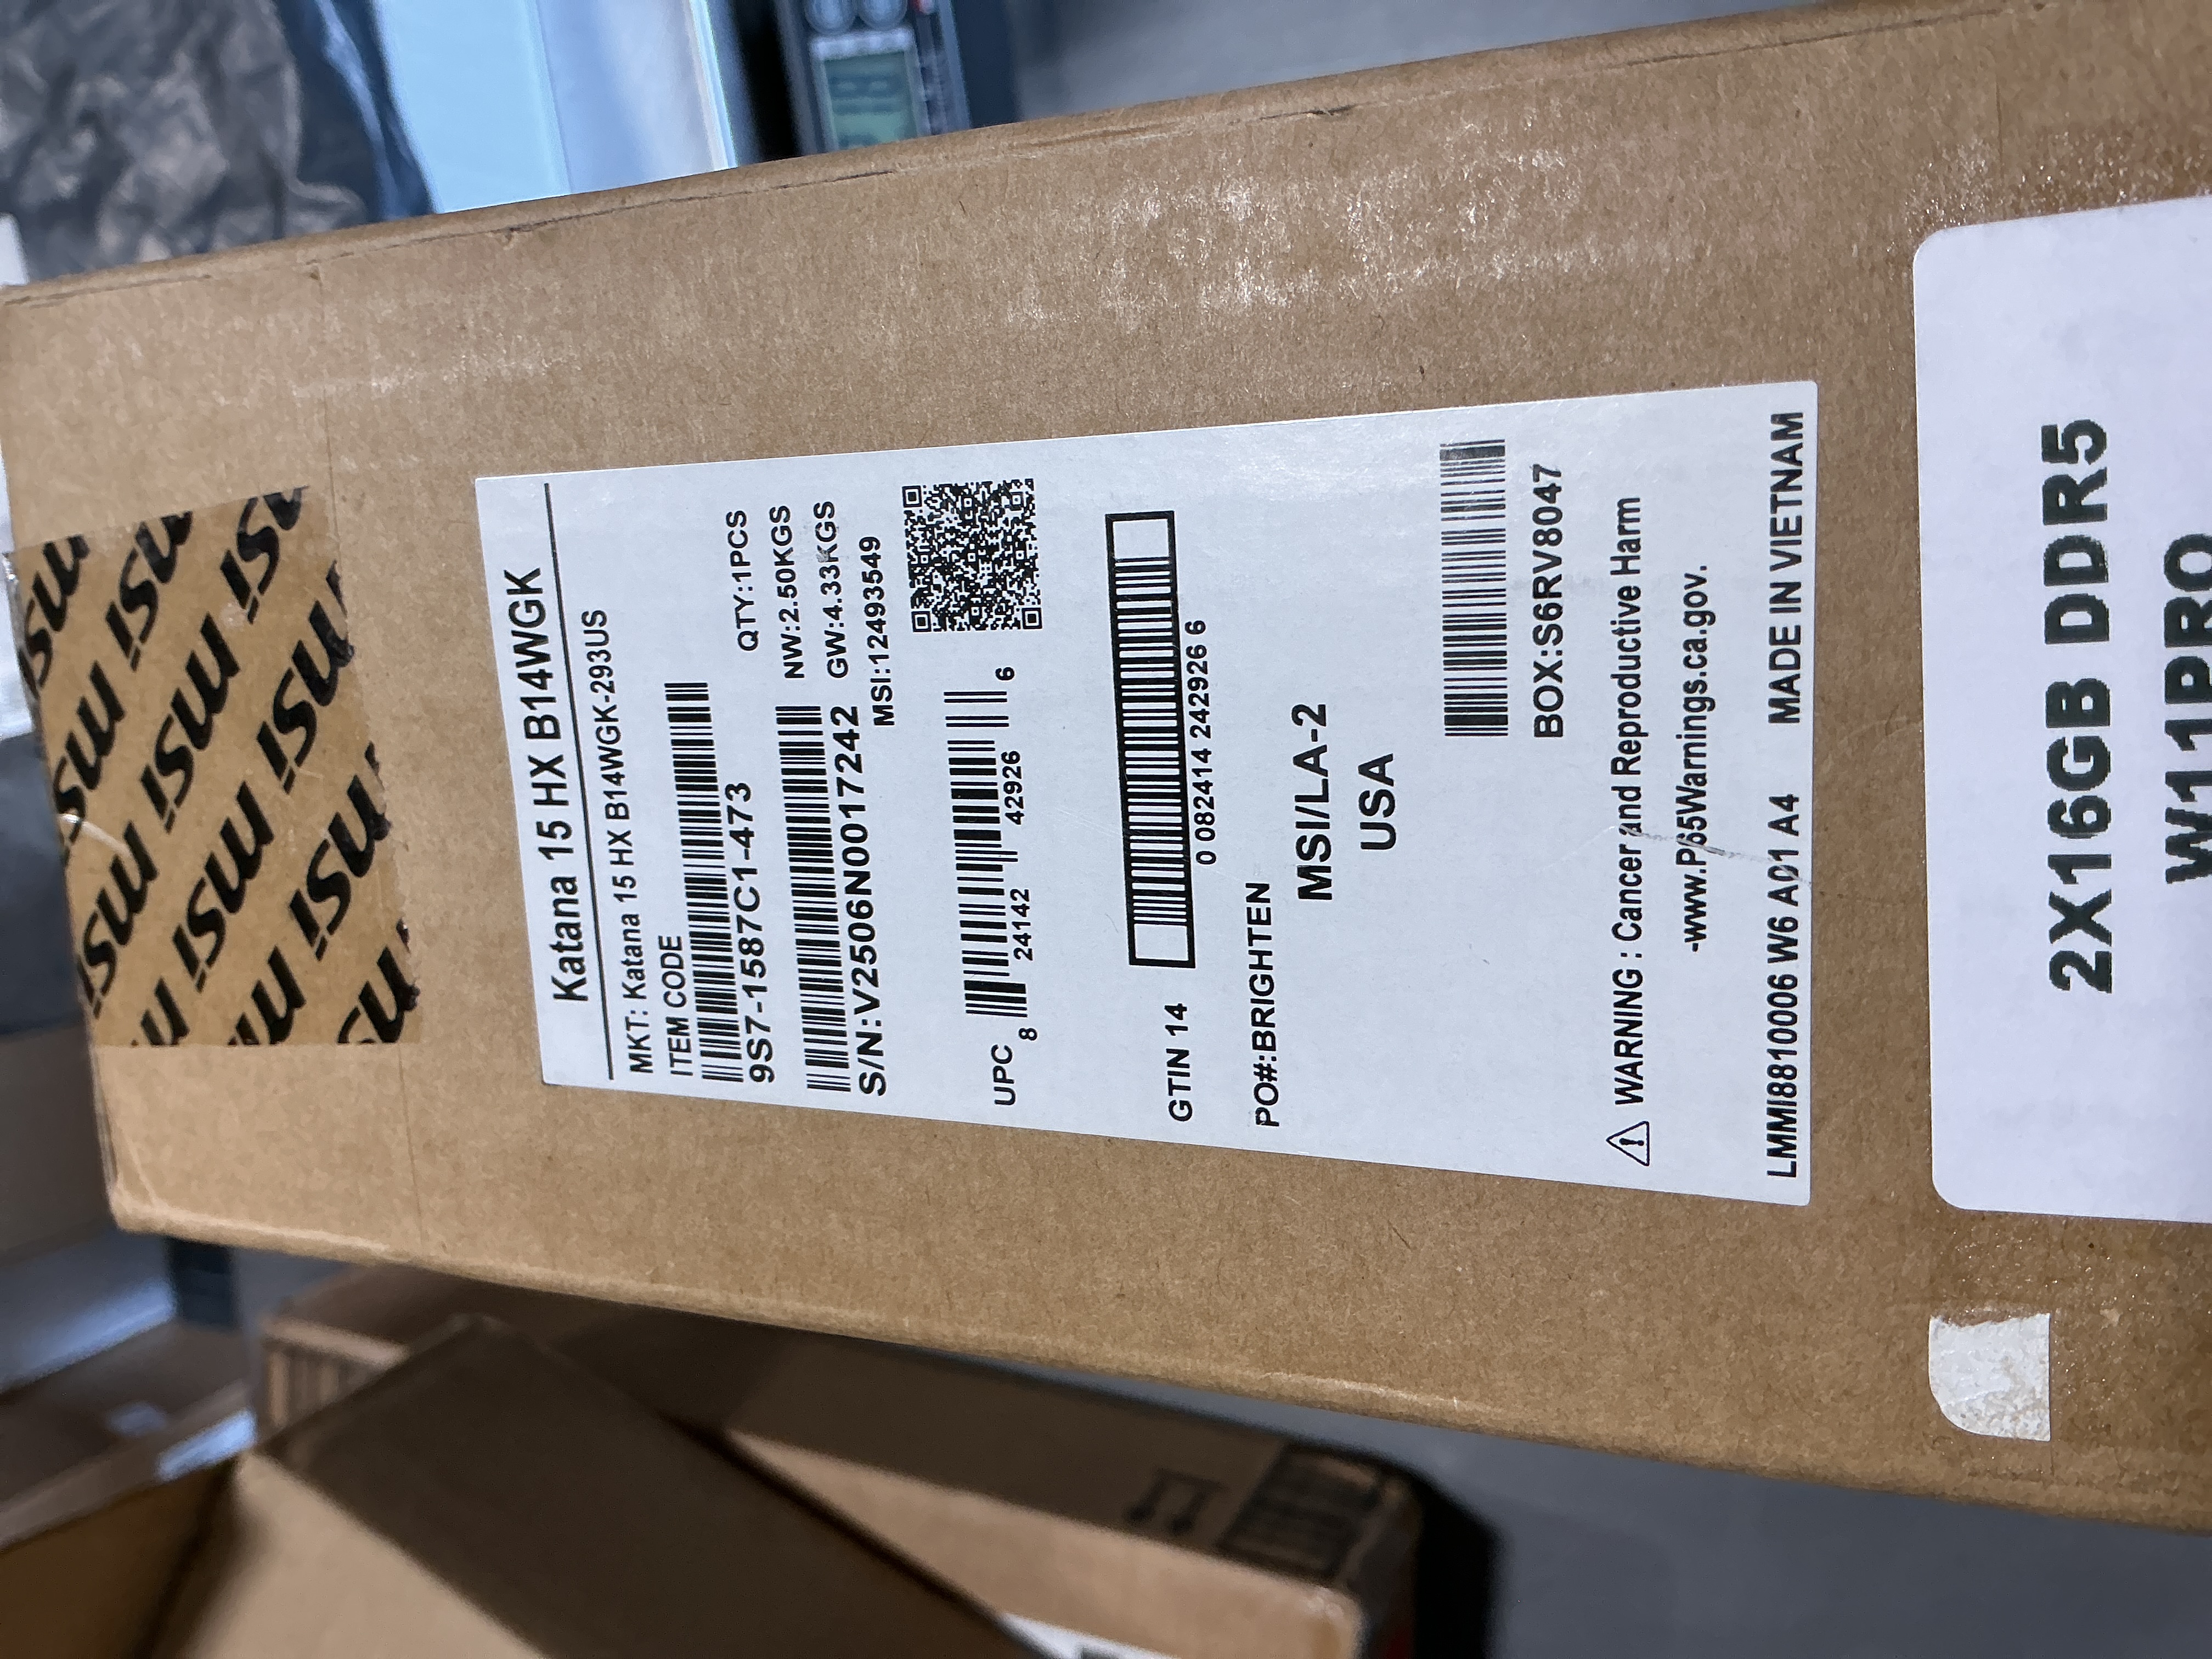 msi msi msi
Katana 15 HX B14WGK
MKT: Katana 15 HX B14WGK-293US
ITEM CODE
9S7-1587C1-473
QTY:1PCS
S/N:V2506N0017242
NW:2.50KGS
GW:4.33KGS
MSI:12493549
UPC
8 24142 42926 6
GTIN 14
0 082414 242926 6
PO#:BRIGHTEN
MSI/LA-2
USA
BOX:S6RV8047
WARNING : Cancer and Reproductive Harm
-www.P65Warnings.ca.gov.
LMMI8810006 W6 A01 A4 MADE IN VIETNAM
2X16GB DDR5
W11PRO